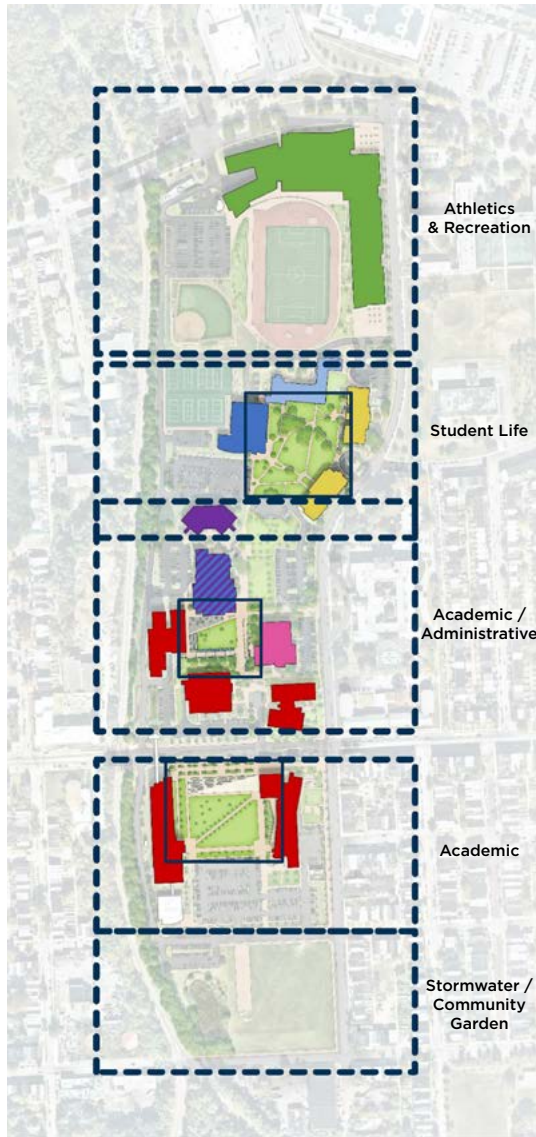 Athletics
& Recreation
Student Life
Academic /
Administrative
Academic
Stormwater /
Community
Garden